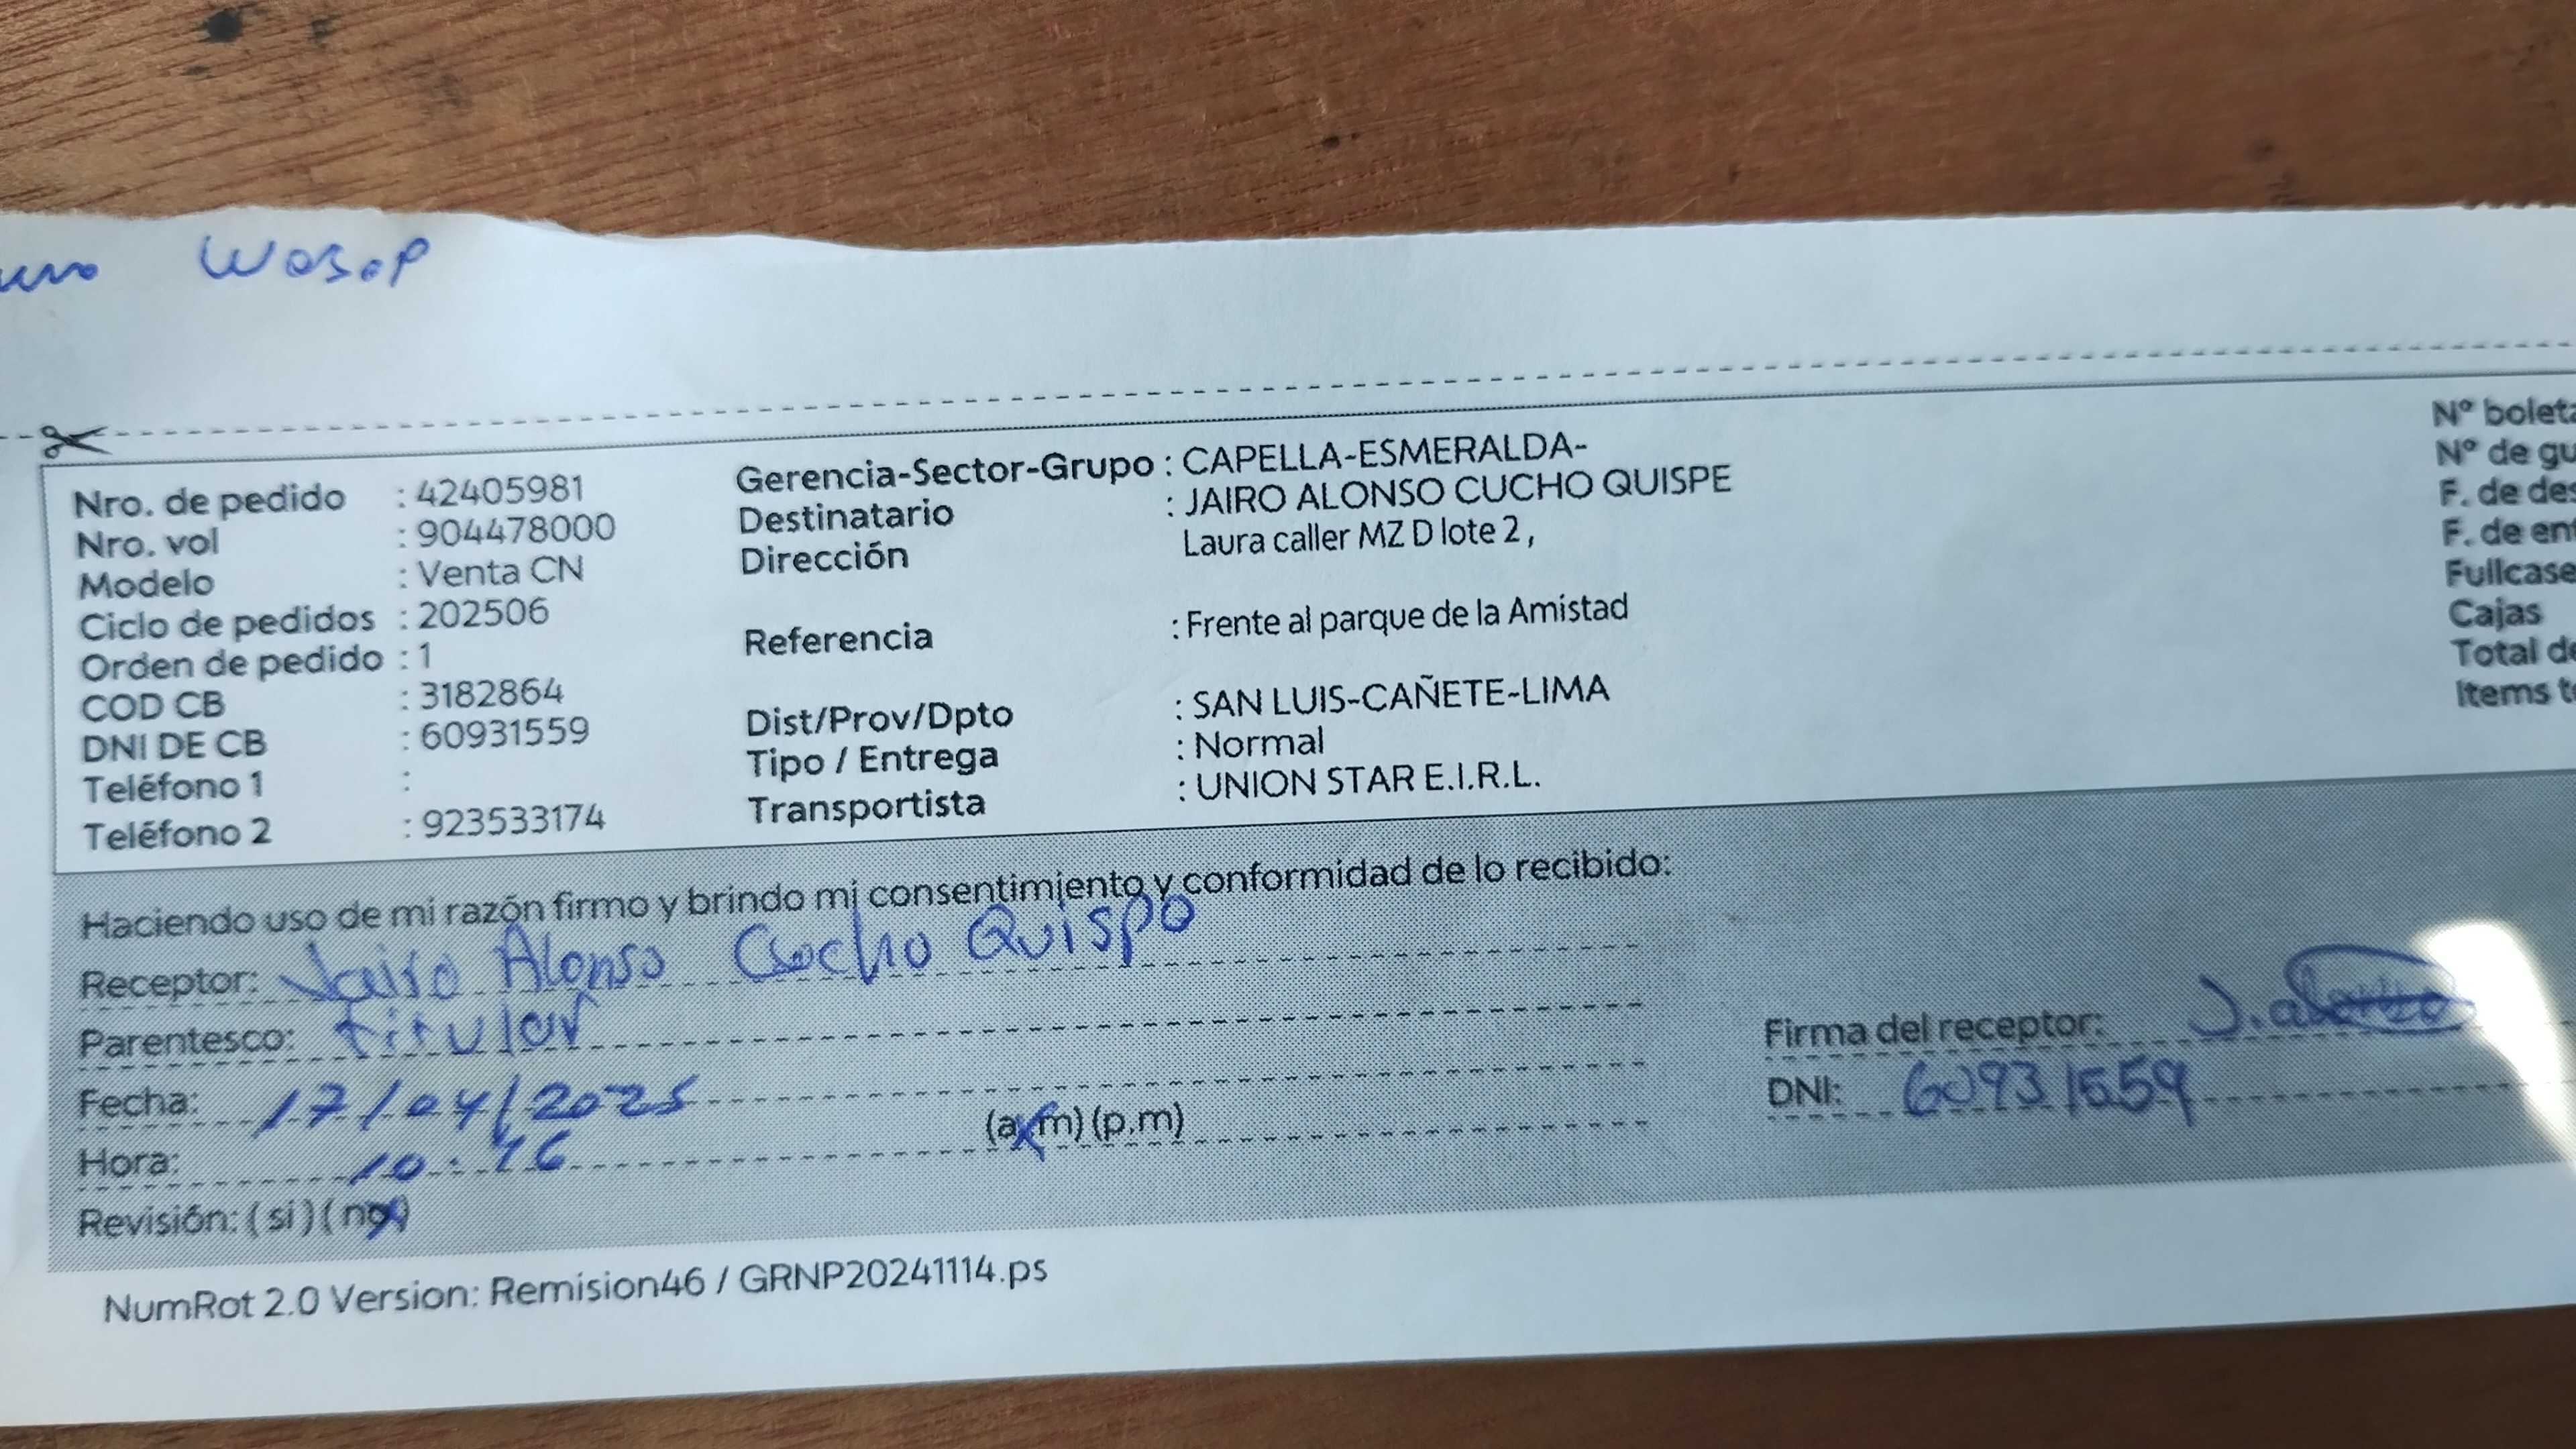 Wasap
Nro. de pedido : 42405981
Nro. vol : 904478000
Modelo : Venta CN
Ciclo de pedidos : 202506
Orden de pedido : 1
COD CB : 3182864
DNI DE CB : 60931559
Teléfono 1 :
Teléfono 2 : 923533174
Gerencia-Sector-Grupo : CAPELLA-ESMERALDA-
Destinatario : JAIRO ALONSO CUCHO QUISPE
Dirección Laura caller MZ D lote 2 ,
Referencia : Frente al parque de la Amistad
Dist/Prov/Dpto : SAN LUIS-CAÑETE-LIMA
Tipo / Entrega : Normal
Transportista : UNION STAR E.I.R.L.
Nº boleta
Nº de gu
F. de des
F. de en
Fullcase
Cajas
Total de
Items t
Haciendo uso de mi razón firmo y brindo mi consentimiento y conformidad de lo recibido:
Receptor: Jairo Alonso Cucho Quispe
Parentesco: titular
Fecha: 17/04/2025
Hora: 10:46 (a.m) (p.m)
Revisión: ( si ) ( no )
Firma del receptor: J.alonso
DNI: 60931559
NumRot 2.0 Version: Remision46 / GRNP20241114.ps